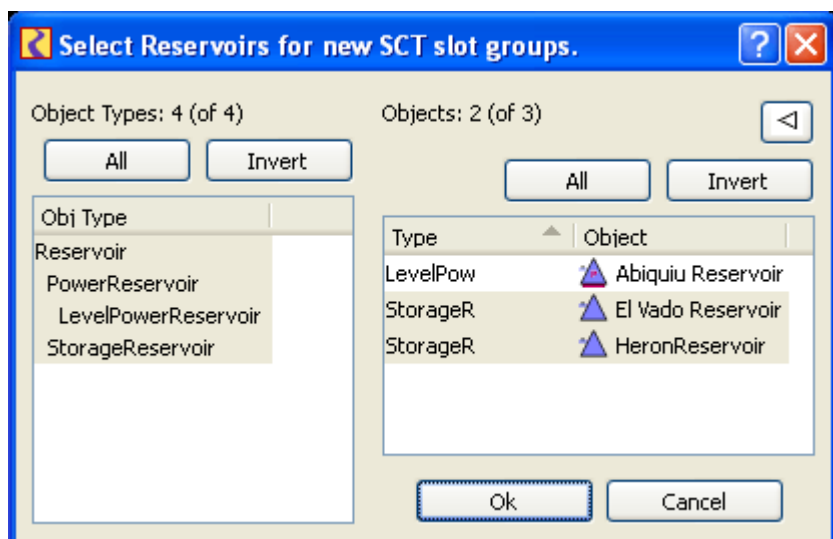 Select Reservoirs for new SCT slot groups.
Object Types: 4 (of 4)
All Invert
Obj Type
Reservoir
PowerReservoir
LevelPowerReservoir
StorageReservoir
Objects: 2 (of 3)
All Invert
Type Object
LevelPow Abiquiu Reservoir
StorageR El Vado Reservoir
StorageR HeronReservoir
Ok Cancel